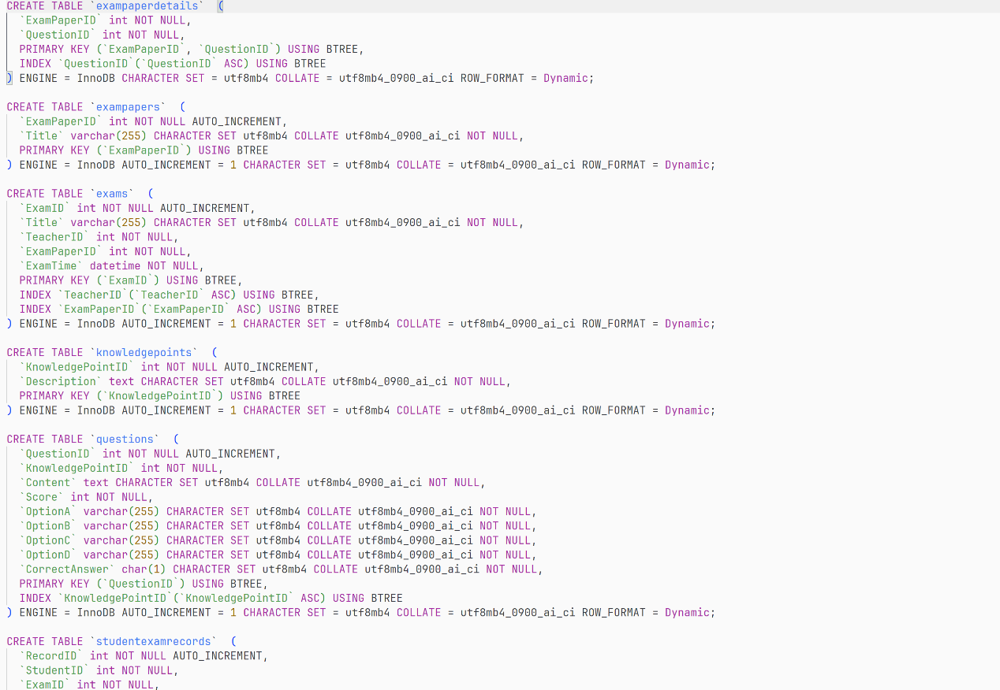 CREATE TABLE `exampaperdetails`  (
  `ExamPaperID` int NOT NULL,
  `QuestionID` int NOT NULL,
  PRIMARY KEY (`ExamPaperID`, `QuestionID`) USING BTREE,
  INDEX `QuestionID`(`QuestionID` ASC) USING BTREE
) ENGINE = InnoDB CHARACTER SET = utf8mb4 COLLATE = utf8mb4_0900_ai_ci ROW_FORMAT = Dynamic;

CREATE TABLE `exampapers`  (
  `ExamPaperID` int NOT NULL AUTO_INCREMENT,
  `Title` varchar(255) CHARACTER SET utf8mb4 COLLATE utf8mb4_0900_ai_ci NOT NULL,
  PRIMARY KEY (`ExamPaperID`) USING BTREE
) ENGINE = InnoDB AUTO_INCREMENT = 1 CHARACTER SET = utf8mb4 COLLATE = utf8mb4_0900_ai_ci ROW_FORMAT = Dynamic;

CREATE TABLE `exams`  (
  `ExamID` int NOT NULL AUTO_INCREMENT,
  `Title` varchar(255) CHARACTER SET utf8mb4 COLLATE utf8mb4_0900_ai_ci NOT NULL,
  `TeacherID` int NOT NULL,
  `ExamPaperID` int NOT NULL,
  `ExamTime` datetime NOT NULL,
  PRIMARY KEY (`ExamID`) USING BTREE,
  INDEX `TeacherID`(`TeacherID` ASC) USING BTREE,
  INDEX `ExamPaperID`(`ExamPaperID` ASC) USING BTREE
) ENGINE = InnoDB AUTO_INCREMENT = 1 CHARACTER SET = utf8mb4 COLLATE = utf8mb4_0900_ai_ci ROW_FORMAT = Dynamic;

CREATE TABLE `knowledgepoints`  (
  `KnowledgePointID` int NOT NULL AUTO_INCREMENT,
  `Description` text CHARACTER SET utf8mb4 COLLATE utf8mb4_0900_ai_ci NOT NULL,
  PRIMARY KEY (`KnowledgePointID`) USING BTREE
) ENGINE = InnoDB AUTO_INCREMENT = 1 CHARACTER SET = utf8mb4 COLLATE = utf8mb4_0900_ai_ci ROW_FORMAT = Dynamic;

CREATE TABLE `questions`  (
  `QuestionID` int NOT NULL AUTO_INCREMENT,
  `KnowledgePointID` int NOT NULL,
  `Content` text CHARACTER SET utf8mb4 COLLATE utf8mb4_0900_ai_ci NOT NULL,
  `Score` int NOT NULL,
  `OptionA` varchar(255) CHARACTER SET utf8mb4 COLLATE utf8mb4_0900_ai_ci NOT NULL,
  `OptionB` varchar(255) CHARACTER SET utf8mb4 COLLATE utf8mb4_0900_ai_ci NOT NULL,
  `OptionC` varchar(255) CHARACTER SET utf8mb4 COLLATE utf8mb4_0900_ai_ci NOT NULL,
  `OptionD` varchar(255) CHARACTER SET utf8mb4 COLLATE utf8mb4_0900_ai_ci NOT NULL,
  `CorrectAnswer` char(1) CHARACTER SET utf8mb4 COLLATE utf8mb4_0900_ai_ci NOT NULL,
  PRIMARY KEY (`QuestionID`) USING BTREE,
  INDEX `KnowledgePointID`(`KnowledgePointID` ASC) USING BTREE
) ENGINE = InnoDB AUTO_INCREMENT = 1 CHARACTER SET = utf8mb4 COLLATE = utf8mb4_0900_ai_ci ROW_FORMAT = Dynamic;

CREATE TABLE `studentexamrecords`  (
  `RecordID` int NOT NULL AUTO_INCREMENT,
  `StudentID` int NOT NULL,
  `ExamID` int NOT NULL,